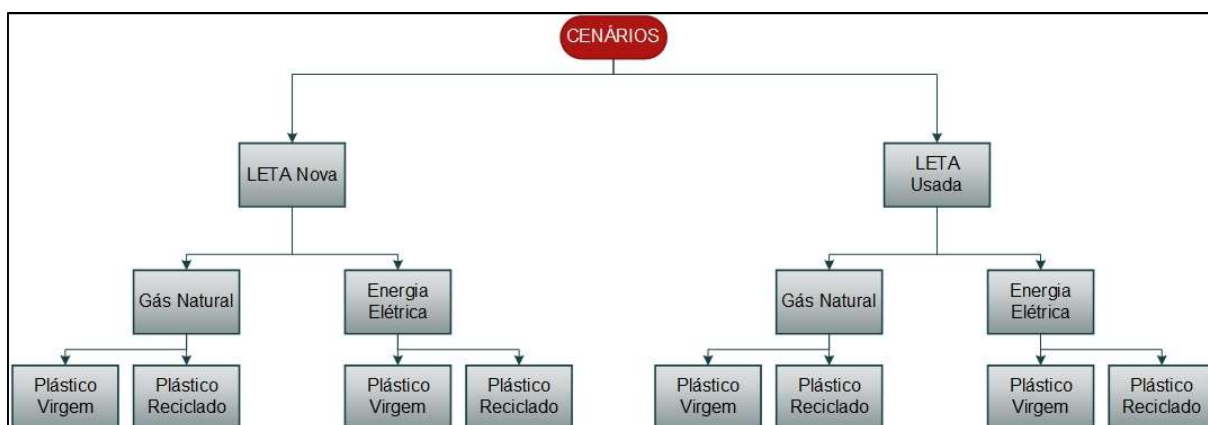 CENÁRIOS
LETA Nova
LETA
Usada
Gás Natural
Energia
Elétrica
Gás Natural
Energia
Elétrica
Plástico
Virgem
Plástico
Reciclado
Plástico
Virgem
Plástico
Reciclado
Plástico
Virgem
Plástico
Reciclado
Plástico
Virgem
Plástico
Reciclado